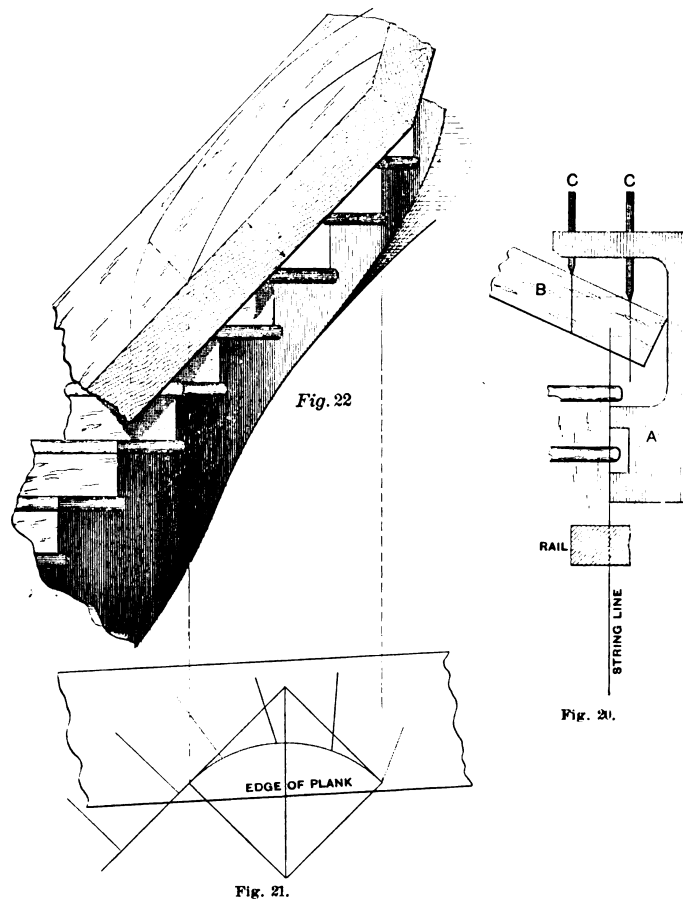 C C
B
Fig. 22
A
RAIL
STRING LINE
Fig. 20.
EDGE OF PLANK
Fig. 21.